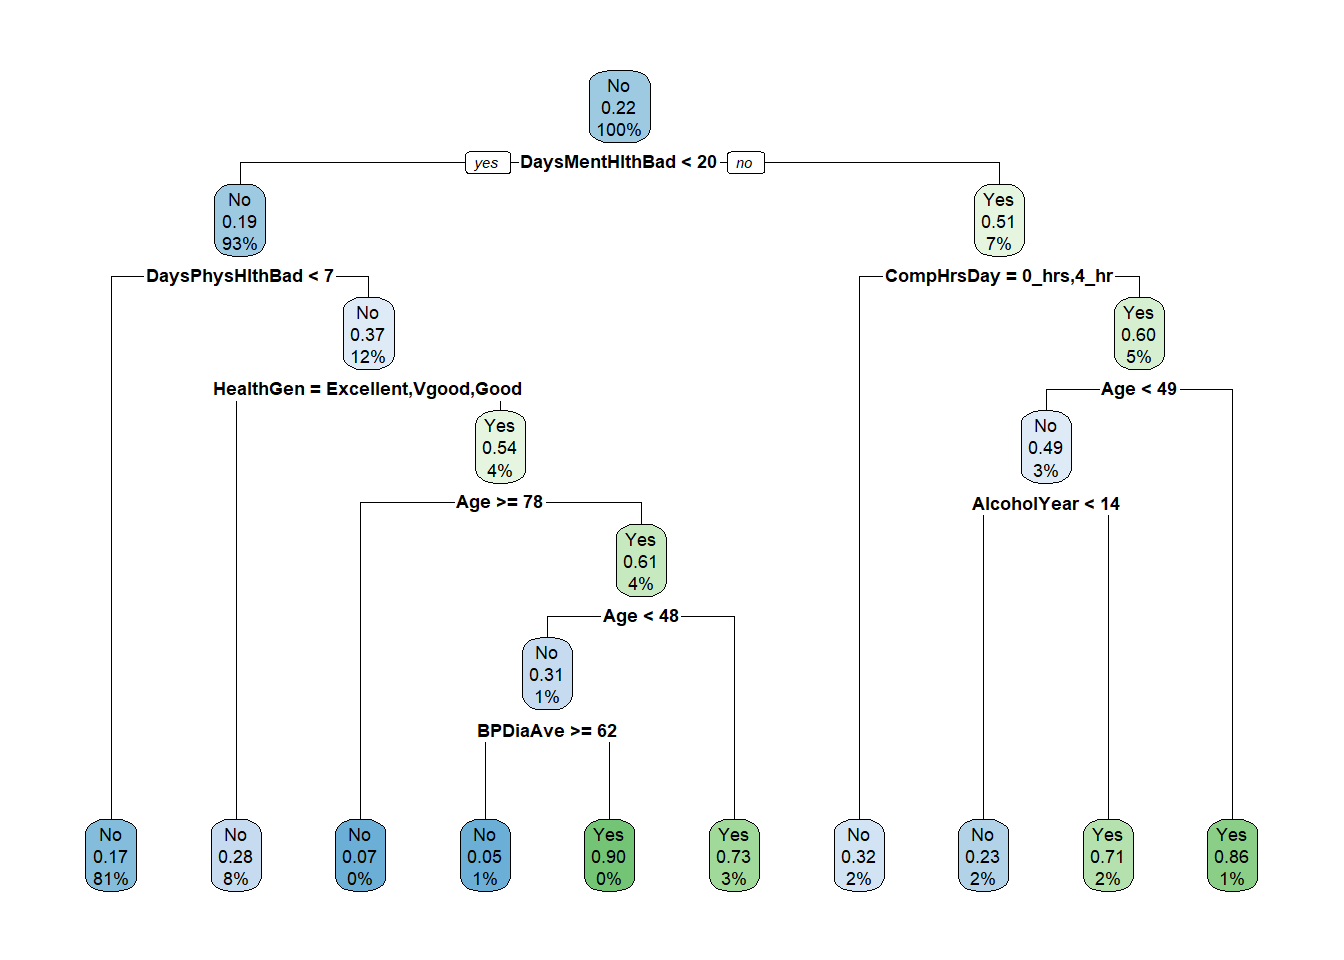 No
0.22
100%
yes DaysMentHlthBad < 20 no
No
0.19
93%
Yes
0.51
7%
DaysPhysHlthBad < 7
CompHrsDay = 0_hrs,4_hr
No
0.37
12%
Yes
0.60
5%
HealthGen = Excellent,Vgood,Good
Age < 49
Yes
0.54
4%
No
0.49
3%
Age >= 78
AlcoholYear < 14
Yes
0.61
4%
Age < 48
No
0.31
1%
BPDiaAve >= 62
No
0.17
81%
No
0.28
8%
No
0.07
0%
No
0.05
1%
Yes
0.90
0%
Yes
0.73
3%
No
0.32
2%
No
0.23
2%
Yes
0.71
2%
Yes
0.86
1%